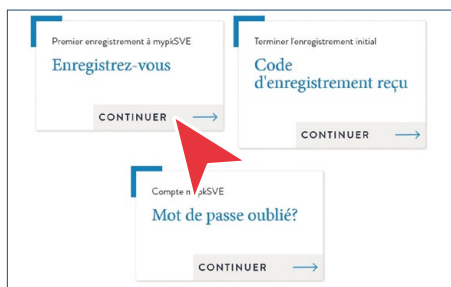 Premier enregistrement à mypkSVE
Enregistrez-vous
CONTINUER
Terminer l'enregistrement initial
Code
d'enregistrement reçu
CONTINUER
Compte mypkSVE
Mot de passe oublié?
CONTINUER